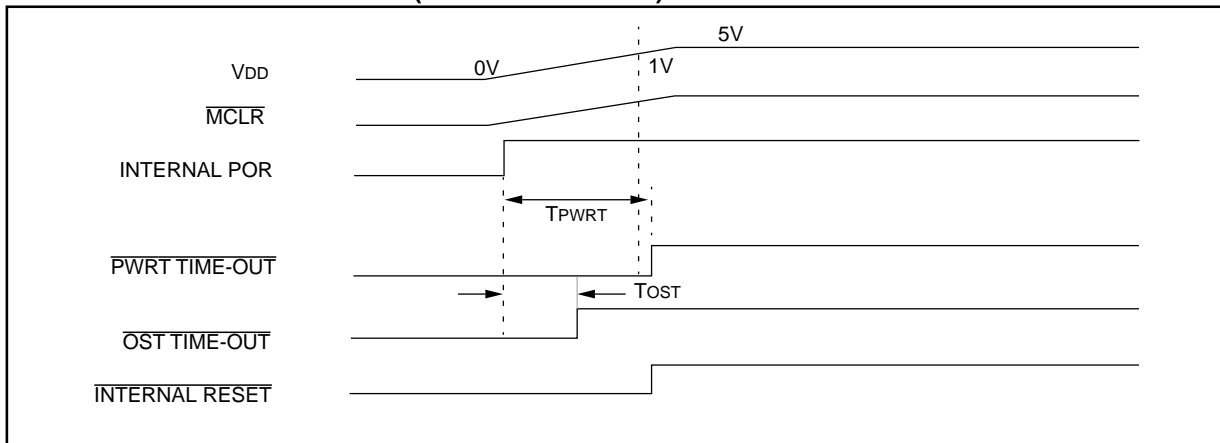 5V
VDD 0V 1V
MCLR
INTERNAL POR
TPWRT
PWRT TIME-OUT
TOST
OST TIME-OUT
INTERNAL RESET